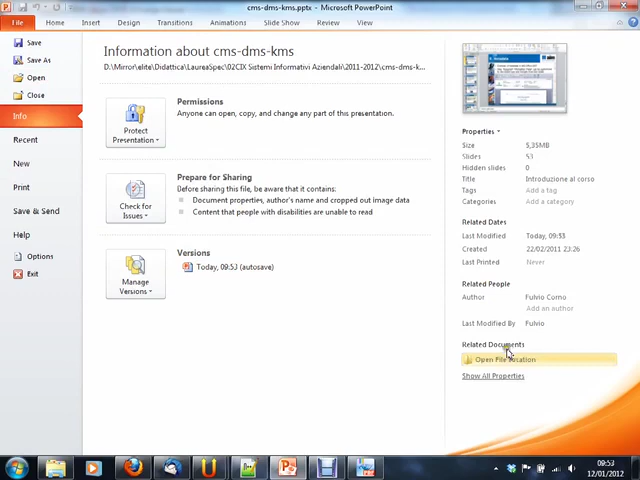 cms-dms-kms.pptx - Microsoft PowerPoint
File Home Insert Design Transitions Animations Slide Show Review View
Save
Save As
Open
Close
Info
Recent
New
Print
Save & Send
Help
Options
Exit
Information about cms-dms-kms
D:\Mirror\elite\Didattica\LaureaSpec\02CIX Sistemi Informativi Aziendali\2011-2012\cms-dms-k...
Protect
Presentation
Permissions
Anyone can open, copy, and change any part of this presentation.
Check for
Issues
Prepare for Sharing
Before sharing this file, be aware that it contains:
Document properties, author's name and cropped out image data
Content that people with disabilities are unable to read
Manage
Versions
Versions
Today, 09:53 (autosave)
Properties
Size 5,35MB
Slides 53
Hidden slides 0
Title Introduzione al corso
Tags Add a tag
Categories Add a category
Related Dates
Last Modified Today, 09:53
Created 22/02/2011 23:26
Last Printed Never
Related People
Author Fulvio Corno
Add an author
Last Modified By Fulvio
Related Documents
Open File Location
Show All Properties
09:53
12/01/2012